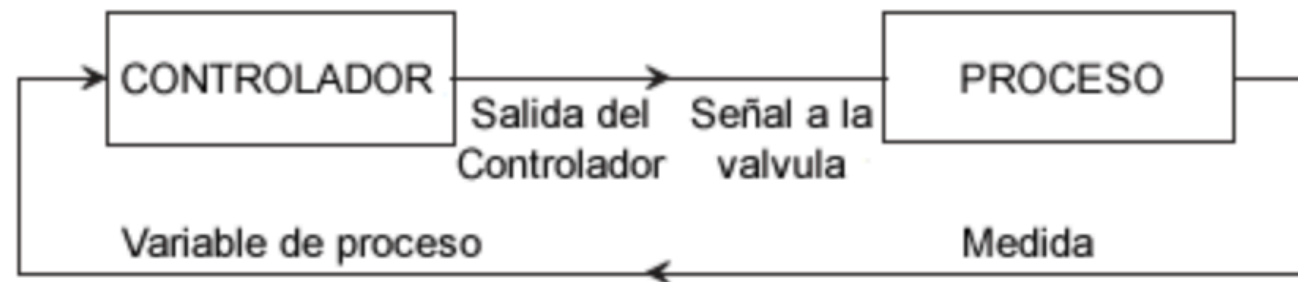 CONTROLADOR
PROCESO
Salida del
Controlador
Señal a la
valvula
Variable de proceso
Medida